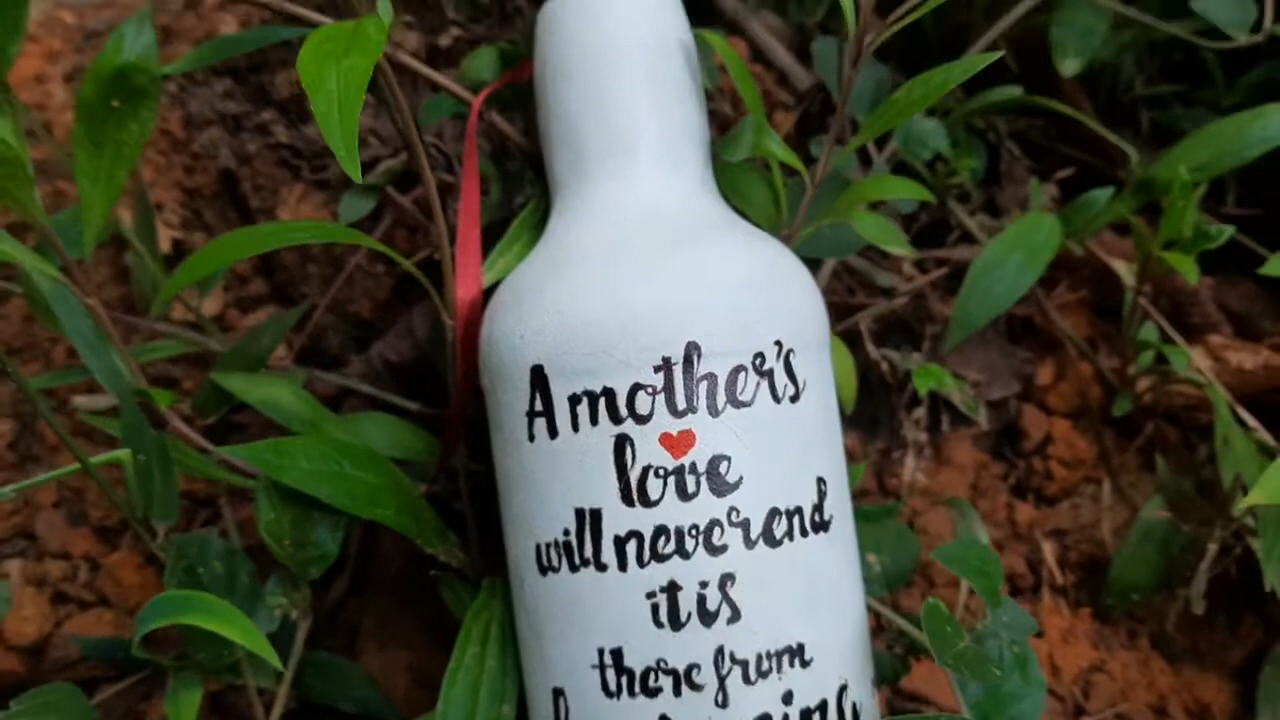 A mother's
love
will never end
it is
there from